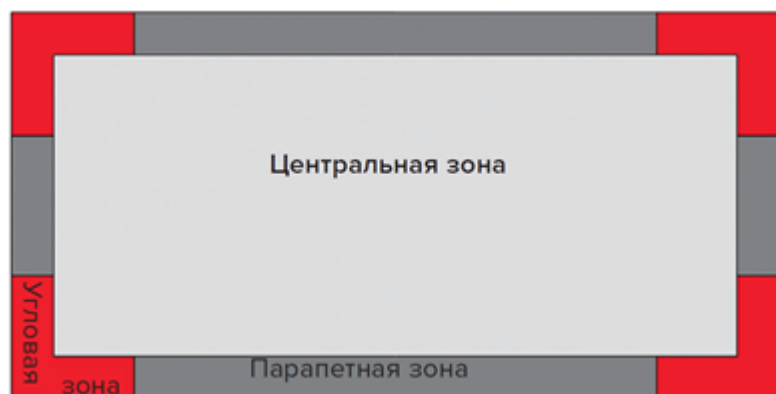 Центральная зона
Угловая
зона
Парапетная зона